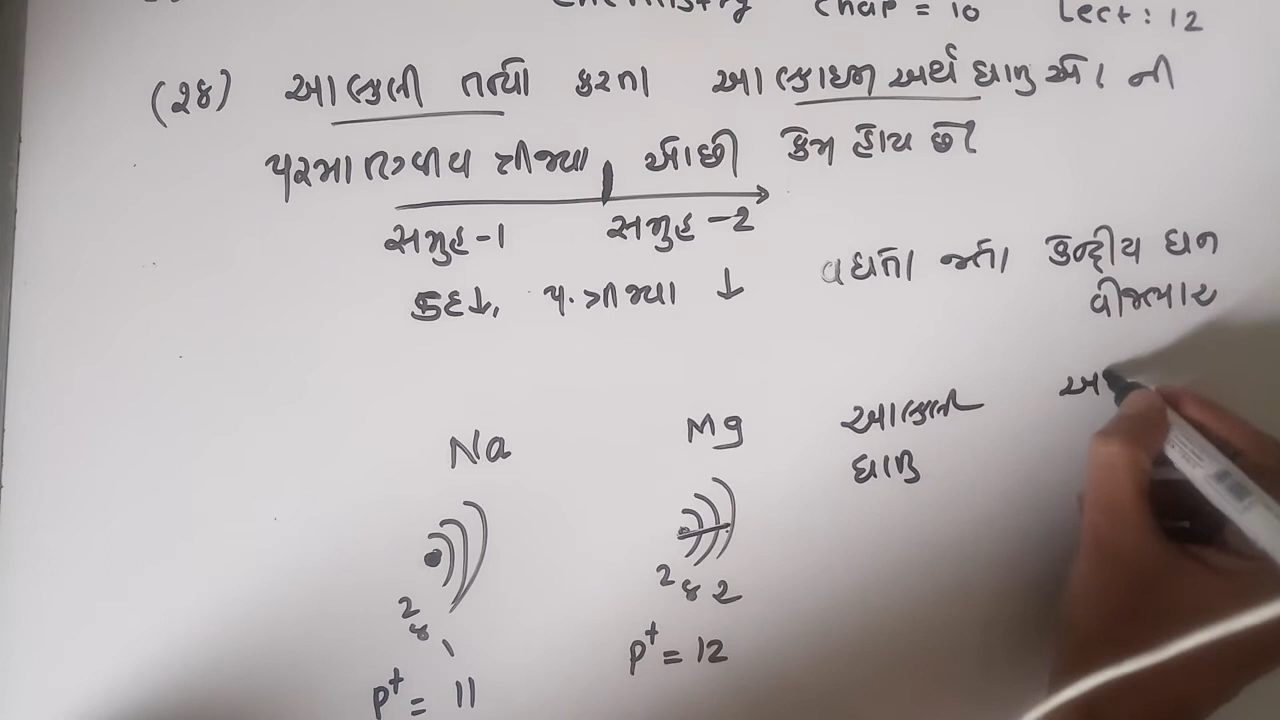 Chemistry Chap = 10 Lect : 12
(૨૪) આલ્કલી તત્વો કરતા આલ્કાઇન અર્થ ધાતુઓ ની
પરમાણ્વીય ત્રીજ્યા ઓછી કેમ હોય છે
સમુહ-1 સમુહ-2
કદ↓, પ. ત્રીજ્યા ↓
વધતા જતા કેન્દ્રીય ધન
વીજભાર
Na Mg
આલ્કલી
ધાતુ
2 8 1
2 8 2
p+ = 11
p+ = 12